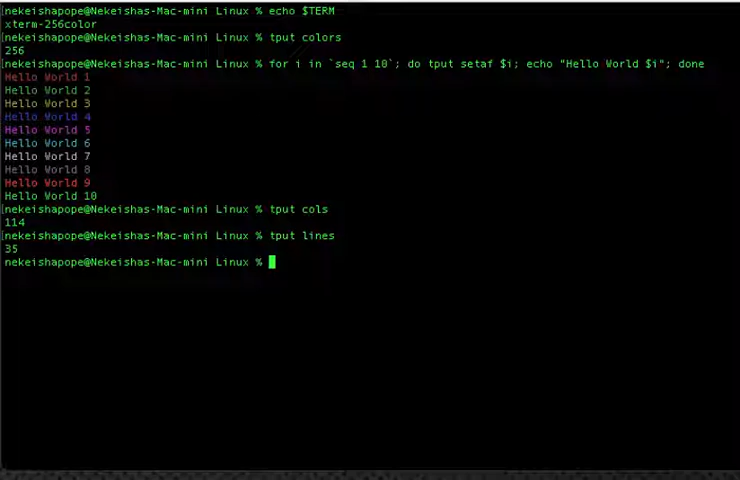 [nekeishapope@Nekeishas-Mac-mini Linux % echo $TERM
xterm-256color
[nekeishapope@Nekeishas-Mac-mini Linux % tput colors
256
[nekeishapope@Nekeishas-Mac-mini Linux % for i in `seq 1 10`; do tput setaf $i; echo "Hello World $i"; done
Hello World 1
Hello World 2
Hello World 3
Hello World 4
Hello World 5
Hello World 6
Hello World 7
Hello World 8
Hello World 9
Hello World 10
[nekeishapope@Nekeishas-Mac-mini Linux % tput cols
114
[nekeishapope@Nekeishas-Mac-mini Linux % tput lines
35
nekeishapope@Nekeishas-Mac-mini Linux %